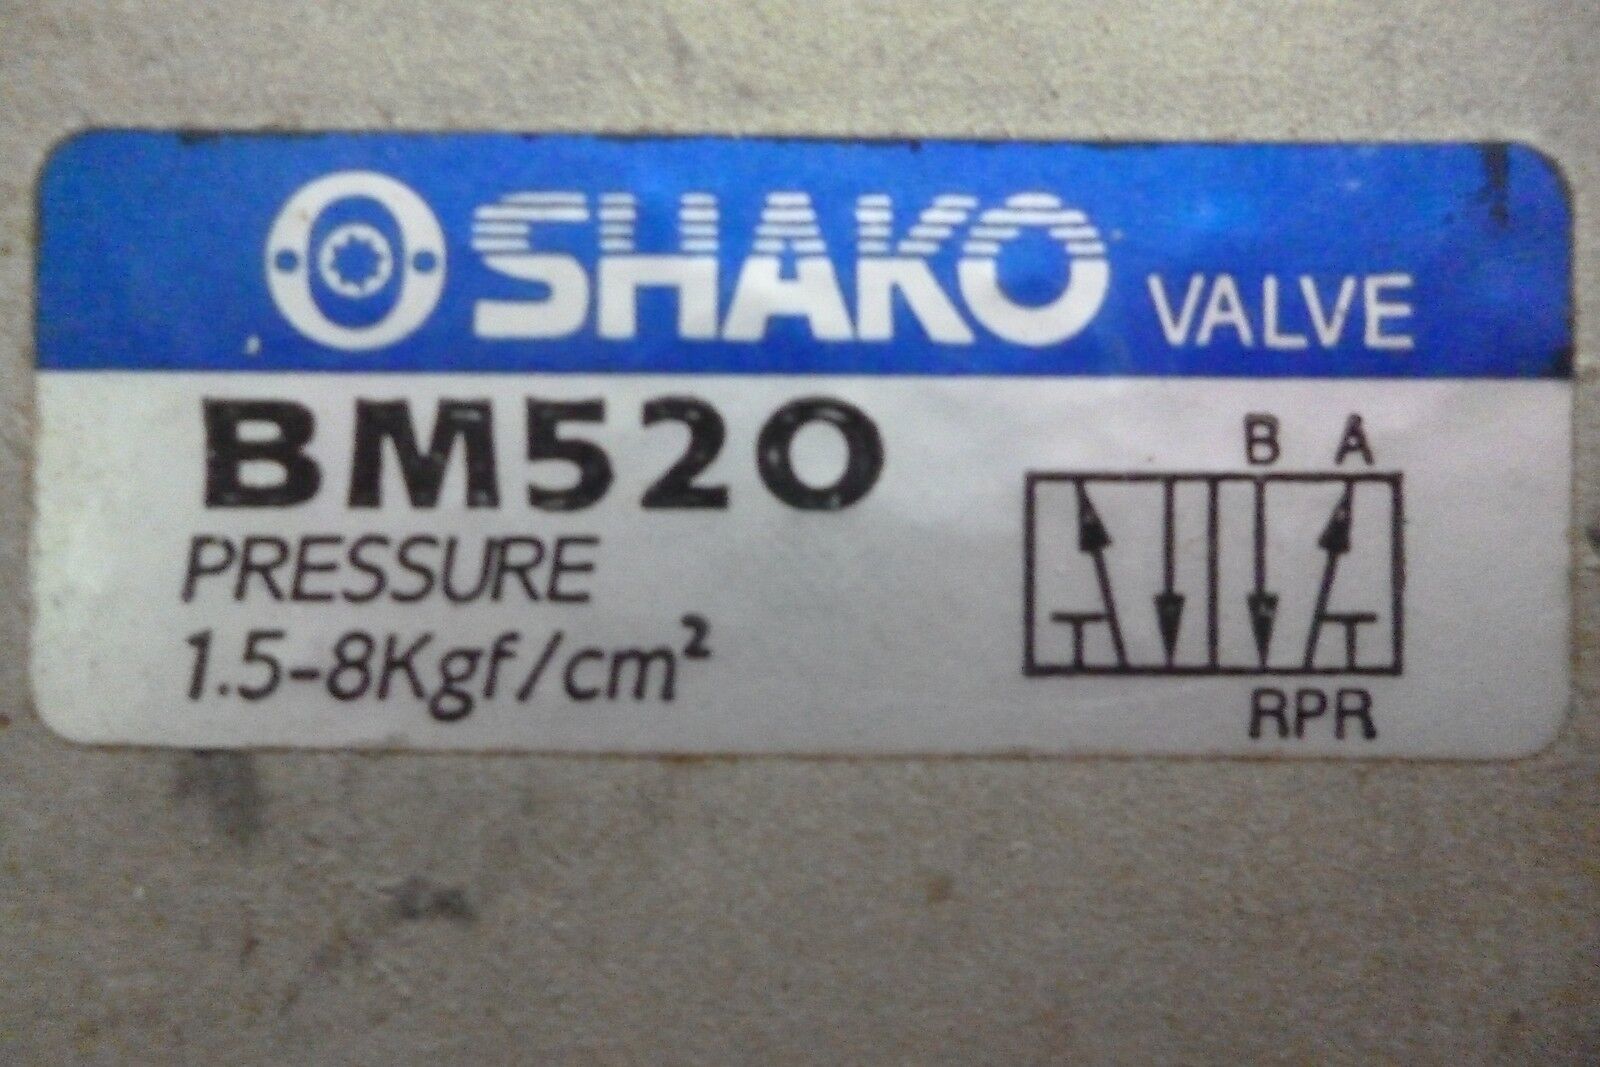 SHAKO VALVE
BM520
PRESSURE
1.5-8Kgf/cm²
B A
RPR